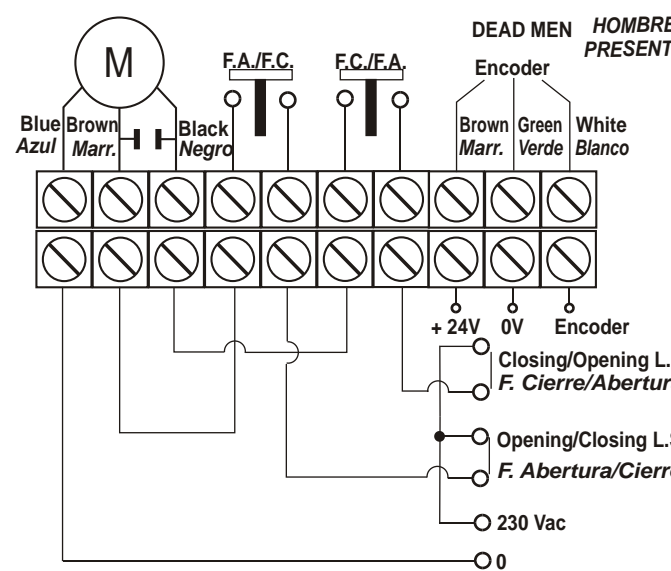 DEAD MEN HOMBRE
PRESENT
M
F.A./F.C.
F.C./F.A.
Encoder
Blue
Azul
Brown
Marr.
Black
Negro
Brown
Marr.
Green
Verde
White
Blanco
+ 24V 0V Encoder
Closing/Opening L.
F. Cierre/Abertur
Opening/Closing L.
F. Abertura/Cierr
230 Vac
0